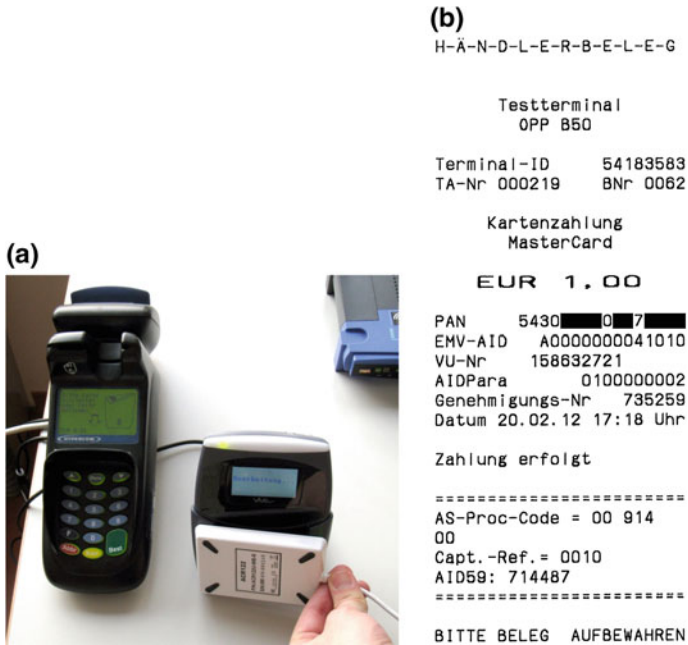 (b)
H-Ä-N-D-L-E-R-B-E-L-E-G
Testterminal
OPP B50
Terminal-ID 54183583
TA-Nr 000219 BNr 0062
Kartenzahlung
MasterCard
EUR 1,00
PAN 5430 0 7
EMV-AID A0000000041010
VU-Nr 158632721
AIDPara 0100000002
Genehmigungs-Nr 735259
Datum 20.02.12 17:18 Uhr
Zahlung erfolgt
=========================
AS-Proc-Code = 00 914
00
Capt.-Ref.= 0010
AID59: 714487
=========================
BITTE BELEG AUFBEWAHREN
(a)
Bearbeitung
ACR122